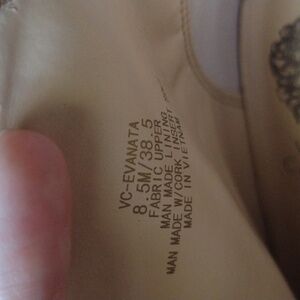 VC-EVANATA
8.5M/38.5
FABRIC UPPER
MAN MADE LINING
MAN MADE W/CORK INSERT
MADE IN VIETNAM